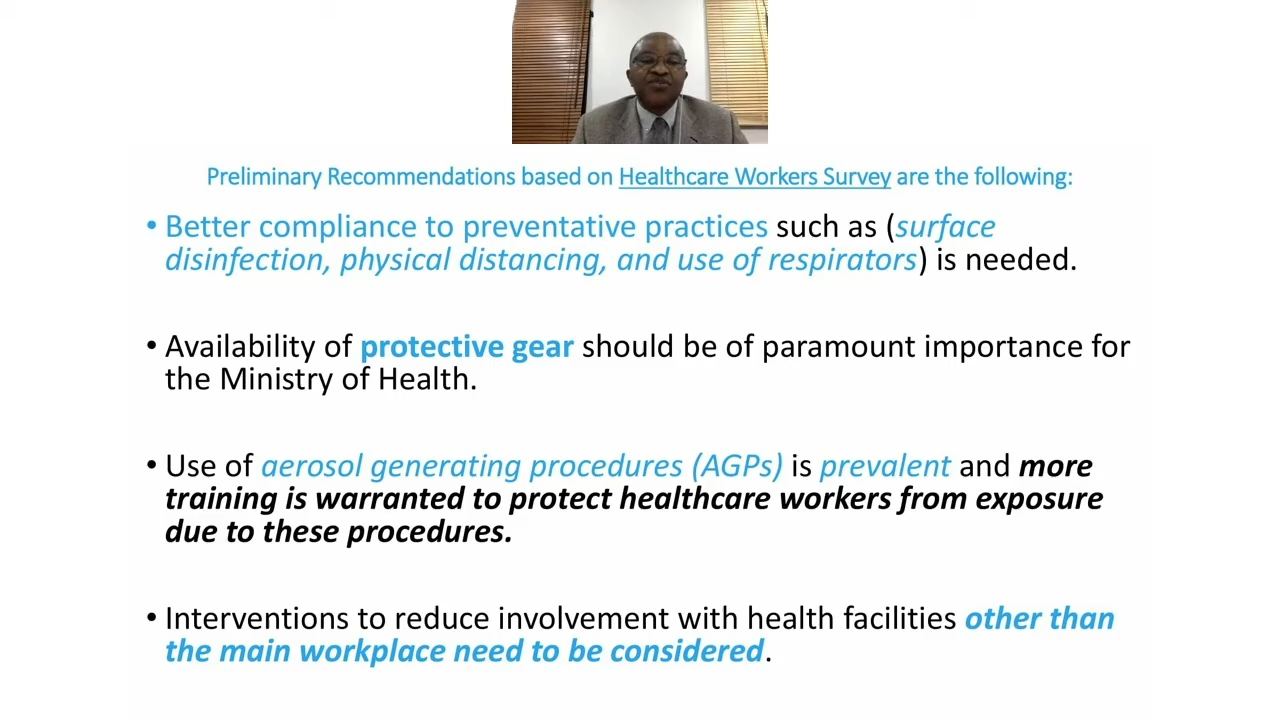 Preliminary Recommendations based on Healthcare Workers Survey are the following:
• Better compliance to preventative practices such as (surface
disinfection, physical distancing, and use of respirators) is needed.
• Availability of protective gear should be of paramount importance for
the Ministry of Health.
• Use of aerosol generating procedures (AGPs) is prevalent and more
training is warranted to protect healthcare workers from exposure
due to these procedures.
• Interventions to reduce involvement with health facilities other than
the main workplace need to be considered.